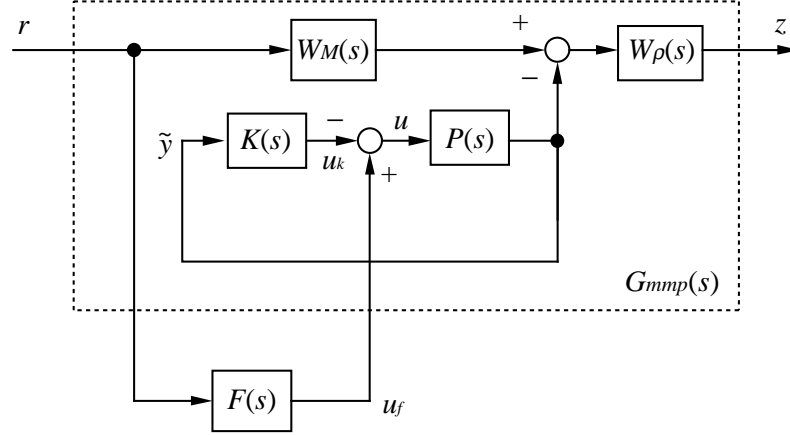 r W_M(s) + − W_ρ(s) z
ỹ K(s) − u_k u + P(s)
G_mmp(s)
F(s) u_f